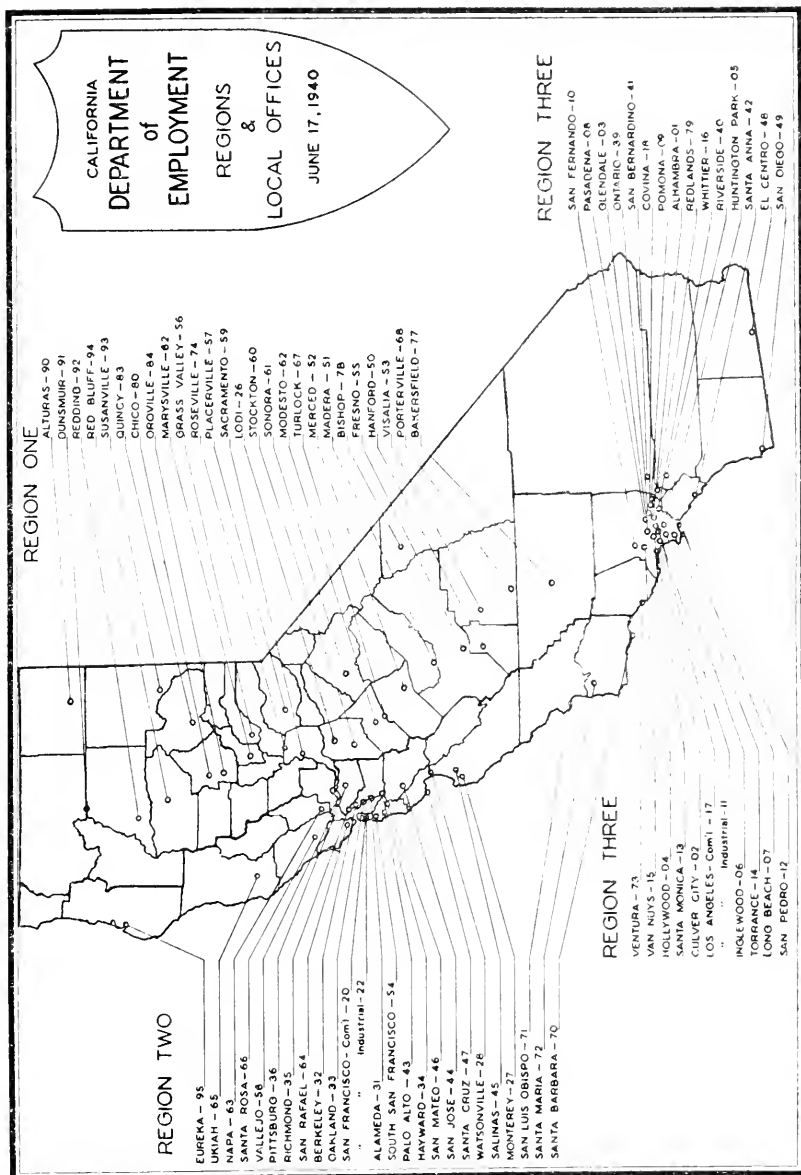 CALIFORNIA
DEPARTMENT
of
EMPLOYMENT
REGIONS
&
LOCAL OFFICES
JUNE 17, 1940
REGION ONE
ALTURAS-90
DUNSMUIR-91
REDDING-92
RED BLUFF-94
SUSANVILLE-93
QUINCY-83
CHICO-80
OROVILLE-84
MARYSVILLE-82
GRASS VALLEY-56
ROSEVILLE-74
PLACERVILLE-57
SACRAMENTO-59
LODI-26
STOCKTON-60
SONORA-61
MODESTO-62
TURLOCK-67
MERCED-52
MADERA-51
BISHOP-78
FRESNO-55
HANFORD-50
VISALIA-53
PORTERVILLE-68
BAKERSFIELD-77
REGION TWO
EUREKA-95
UKIAH-65
NAPA-63
SANTA ROSA-66
VALLEJO-58
PITTSBURG-36
RICHMOND-35
SAN RAFAEL-64
BERKELEY-32
OAKLAND-33
SAN FRANCISCO-Com'l-20
" " Industrial-22
ALAMEDA-31
SOUTH SAN FRANCISCO-54
PALO ALTO-43
HAYWARD-34
SAN MATEO-46
SAN JOSE-44
SANTA CRUZ-47
WATSONVILLE-28
SALINAS-45
MONTEREY-27
SAN LUIS OBISPO-71
SANTA MARIA-72
SANTA BARBARA-70
REGION THREE
VENTURA-73
VAN NUYS-15
HOLLYWOOD-04
SANTA MONICA-13
CULVER CITY-02
LOS ANGELES-Com'l-17
" " Industrial-11
INGLEWOOD-06
TORRANCE-14
LONG BEACH-07
SAN PEDRO-12
REGION THREE
SAN FERNANDO-10
PASADENA-08
GLENDALE-03
ONTARIO-39
SAN BERNARDINO-41
COVINA-18
POMONA-09
ALHAMBRA-01
REDLANDS-79
WHITTIER-16
RIVERSIDE-40
HUNTINGTON PARK-05
SANTA ANNA-42
EL CENTRO-48
SAN DIEGO-49